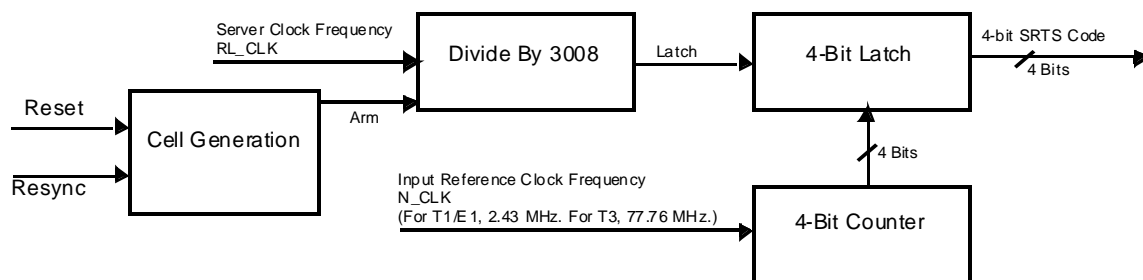 Server Clock Frequency
RL_CLK
Divide By 3008
Latch
4-Bit Latch
4-bit SRTS Code
4 Bits
Reset
Cell Generation
Arm
Resync
4 Bits
Input Reference Clock Frequency
N_CLK
(For T1/E1, 2.43 MHz. For T3, 77.76 MHz.)
4-Bit Counter